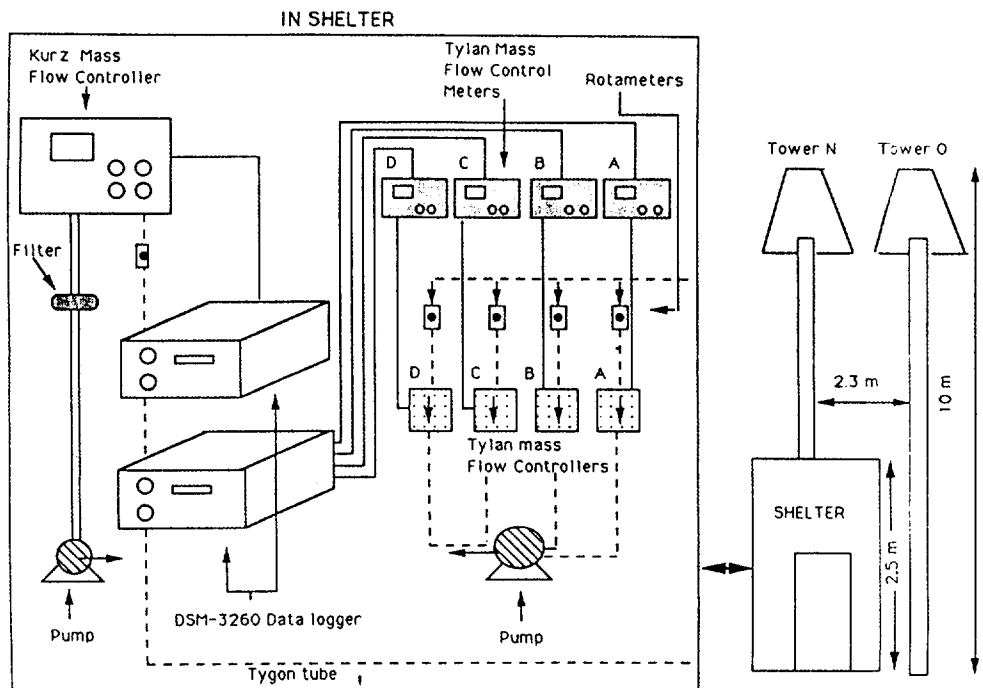 IN SHELTER
Kurz Mass
Flow Controller
Tylan Mass
Flow Control
Meters
Rotameters
D
C
B
A
Tower N
Tower O
Filter
D
C
B
A
2.3 m
10 m
Tylan mass
Flow Controllers
SHELTER
2.5 m
DSM-3260 Data logger
Pump
Pump
Tygon tube